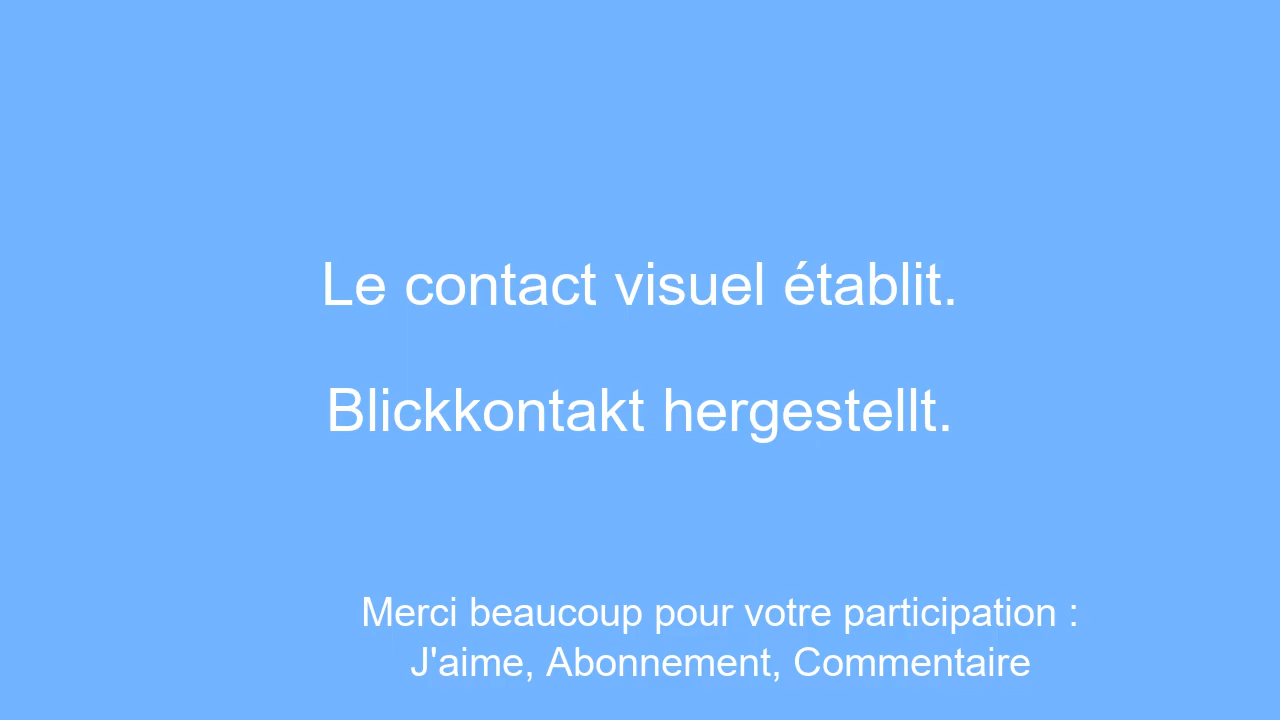 Le contact visuel établit.
Blickkontakt hergestellt.
Merci beaucoup pour votre participation :
J'aime, Abonnement, Commentaire